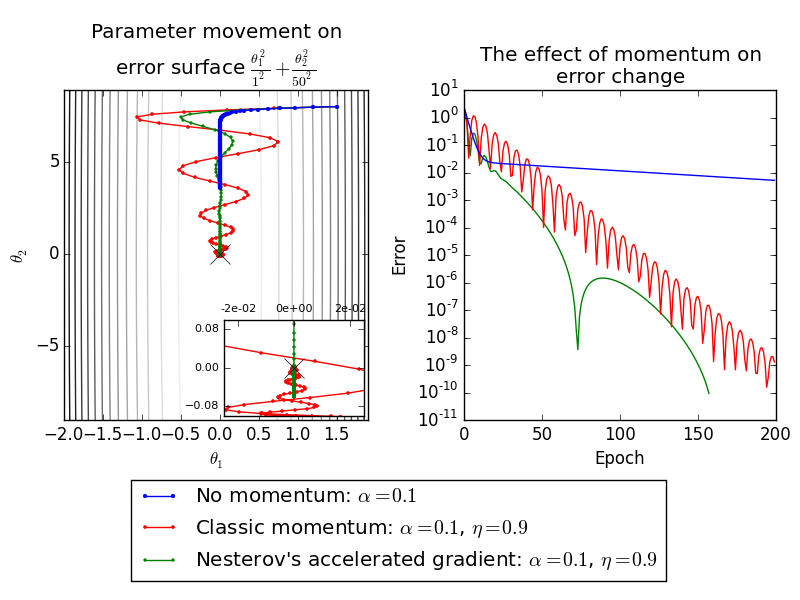 Parameter movement on
error surface θ₁²/1² + θ₂²/50²
5
0
−5
θ₂
−2.0 −1.5 −1.0 −0.5 0.0 0.5 1.0 1.5
θ₁
-2e-02 0e+00 2e-02
0.08
0.00
−0.08
The effect of momentum on
error change
10¹
10⁰
10⁻¹
10⁻²
10⁻³
10⁻⁴
10⁻⁵
10⁻⁶
10⁻⁷
10⁻⁸
10⁻⁹
10⁻¹⁰
10⁻¹¹
Error
0 50 100 150 200
Epoch
No momentum: α=0.1
Classic momentum: α=0.1, η=0.9
Nesterov's accelerated gradient: α=0.1, η=0.9